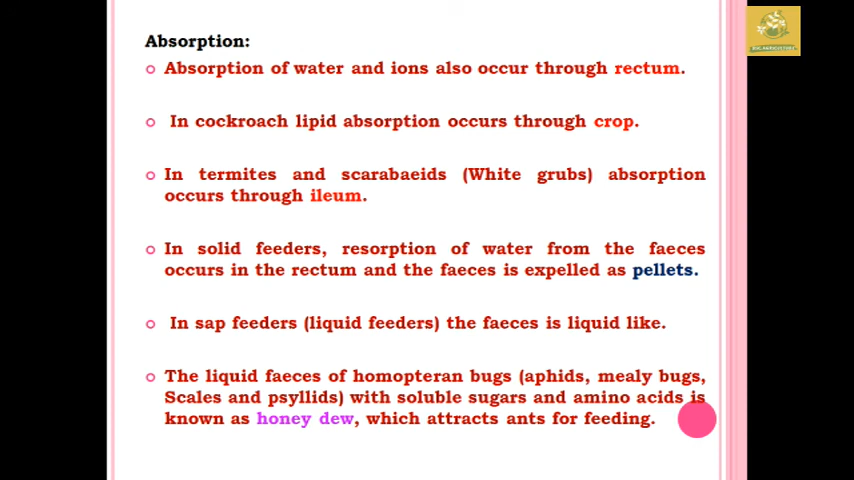 Absorption:
Absorption of water and ions also occur through rectum.
In cockroach lipid absorption occurs through crop.
In termites and scarabaeids (White grubs) absorption
occurs through ileum.
In solid feeders, resorption of water from the faeces
occurs in the rectum and the faeces is expelled as pellets.
In sap feeders (liquid feeders) the faeces is liquid like.
The liquid faeces of homopteran bugs (aphids, mealy bugs,
Scales and psyllids) with soluble sugars and amino acids is
known as honey dew, which attracts ants for feeding.